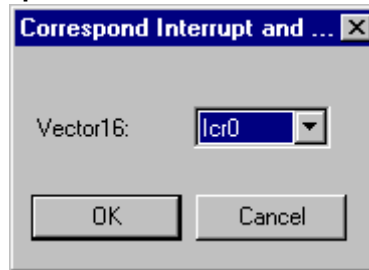 Correspond Interrupt and ...
Vector16: Icr0
OK Cancel